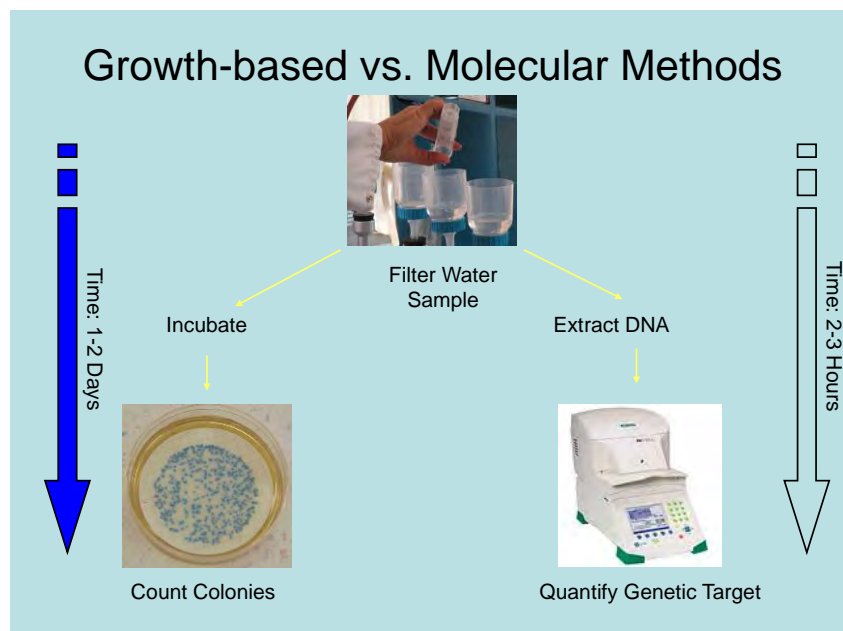 Growth-based vs. Molecular Methods
Filter Water
Sample
Incubate
Extract DNA
Time: 1-2 Days
Time: 2-3 Hours
Count Colonies
Quantify Genetic Target